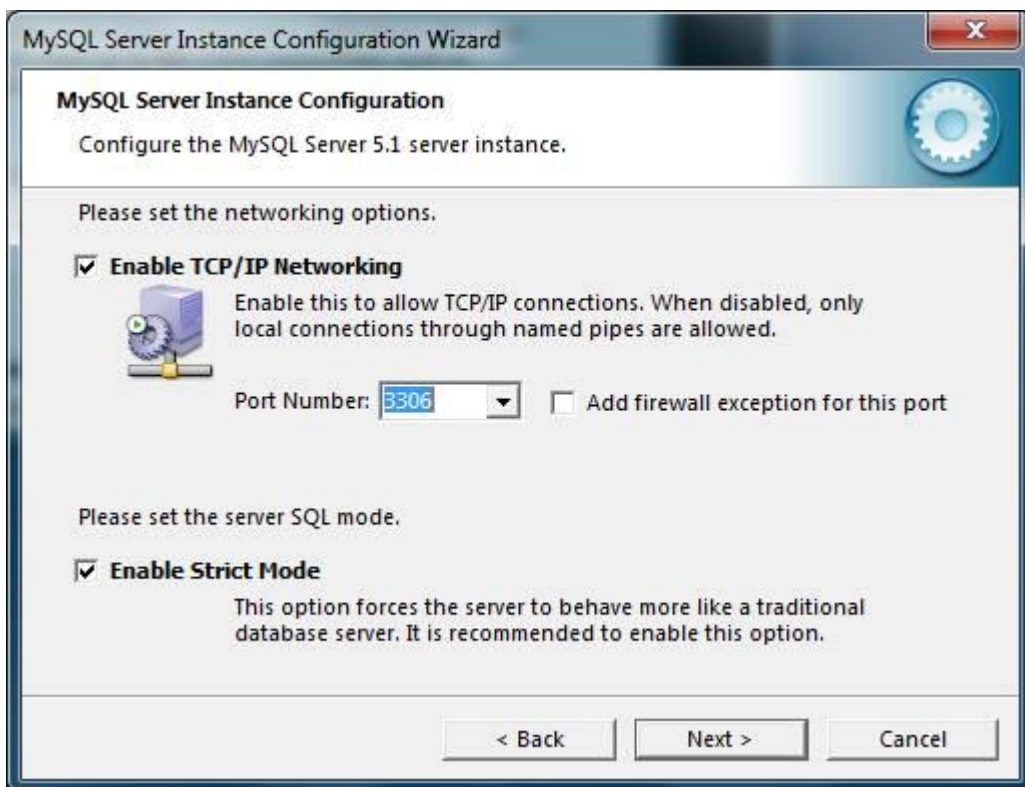 MySQL Server Instance Configuration Wizard
MySQL Server Instance Configuration
Configure the MySQL Server 5.1 server instance.
Please set the networking options.
Enable TCP/IP Networking
Enable this to allow TCP/IP connections. When disabled, only
local connections through named pipes are allowed.
Port Number: 3306 Add firewall exception for this port
Please set the server SQL mode.
Enable Strict Mode
This option forces the server to behave more like a traditional
database server. It is recommended to enable this option.
< Back Next > Cancel